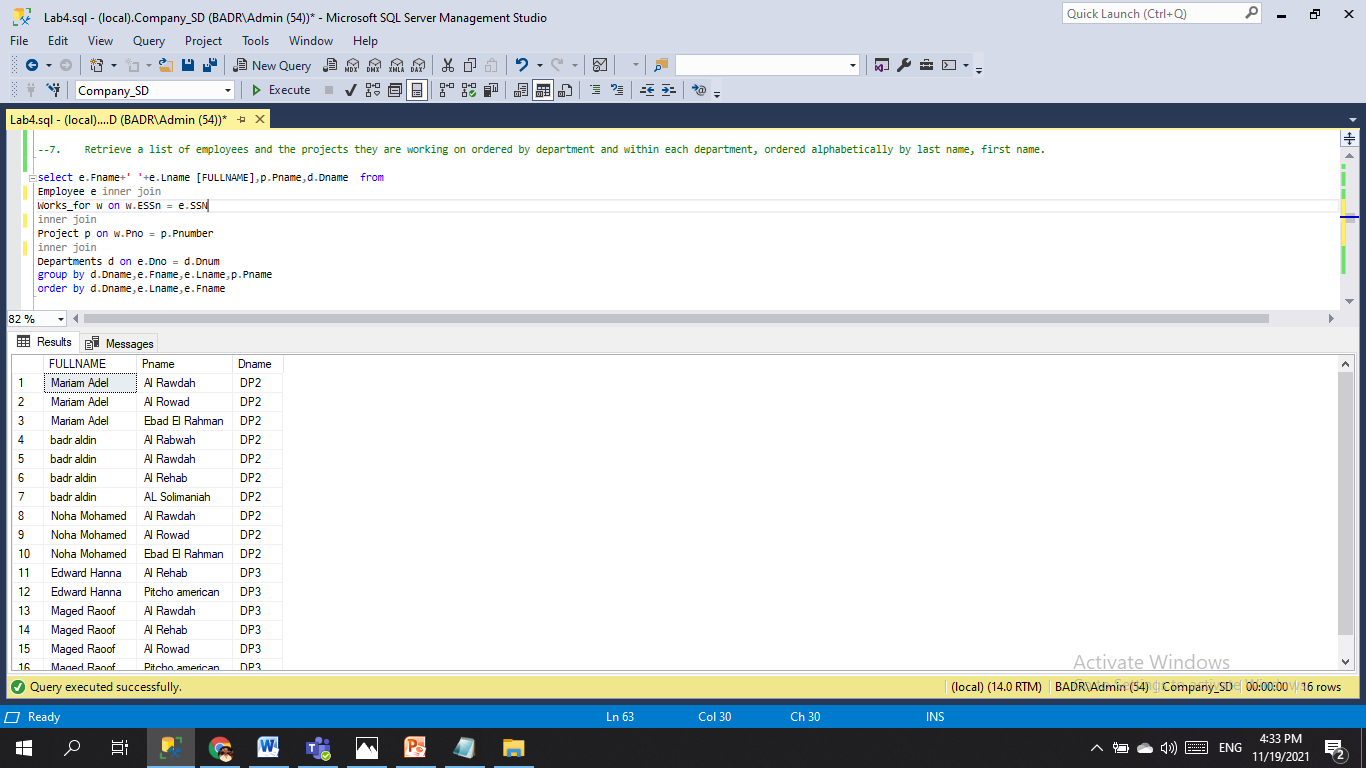 Lab4.sql - (local).Company_SD (BADR\Admin (54))* - Microsoft SQL Server Management Studio
Quick Launch (Ctrl+Q)
File Edit View Query Project Tools Window Help
New Query MDX DMX XMLA DAX
Company_SD Execute
Lab4.sql - (local)....D (BADR\Admin (54))*
--7. Retrieve a list of employees and the projects they are working on ordered by department and within each department, ordered alphabetically by last name, first name.
select e.Fname+' '+e.Lname [FULLNAME],p.Pname,d.Dname from
Employee e inner join
Works_for w on w.ESSn = e.SSN
inner join
Project p on w.Pno = p.Pnumber
inner join
Departments d on e.Dno = d.Dnum
group by d.Dname,e.Fname,e.Lname,p.Pname
order by d.Dname,e.Lname,e.Fname
82 %
Results Messages
FULLNAME Pname Dname
1 Mariam Adel Al Rawdah DP2
2 Mariam Adel Al Rowad DP2
3 Mariam Adel Ebad El Rahman DP2
4 badr aldin Al Rabwah DP2
5 badr aldin Al Rawdah DP2
6 badr aldin Al Rehab DP2
7 badr aldin AL Solimaniah DP2
8 Noha Mohamed Al Rawdah DP2
9 Noha Mohamed Al Rowad DP2
10 Noha Mohamed Ebad El Rahman DP2
11 Edward Hanna Al Rehab DP3
12 Edward Hanna Pitcho american DP3
13 Maged Raoof Al Rawdah DP3
14 Maged Raoof Al Rehab DP3
15 Maged Raoof Al Rowad DP3
16 Maged Raoof Pitcho american DP3
Activate Windows
Go to Settings to activate Windows.
Query executed successfully. (local) (14.0 RTM) BADR\Admin (54) Company_SD 00:00:00 16 rows
Ready Ln 63 Col 30 Ch 30 INS
ENG 4:33 PM
11/19/2021 2